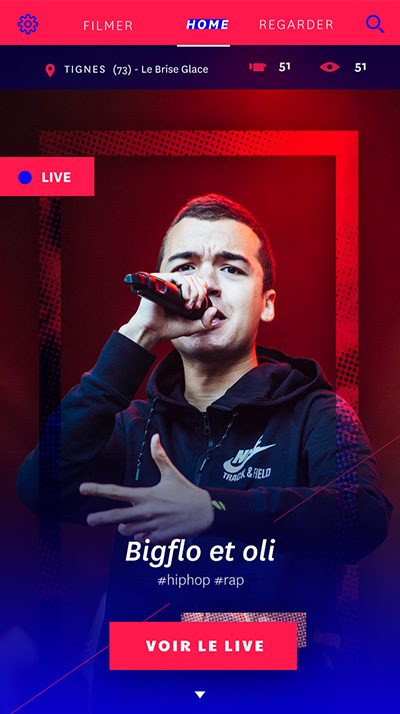 FILMER HOME REGARDER
TIGNES (73) - Le Brise Glace 51 51
LIVE
NIKE
TRACK & FIELD
Bigflo et oli
#hiphop #rap
VOIR LE LIVE